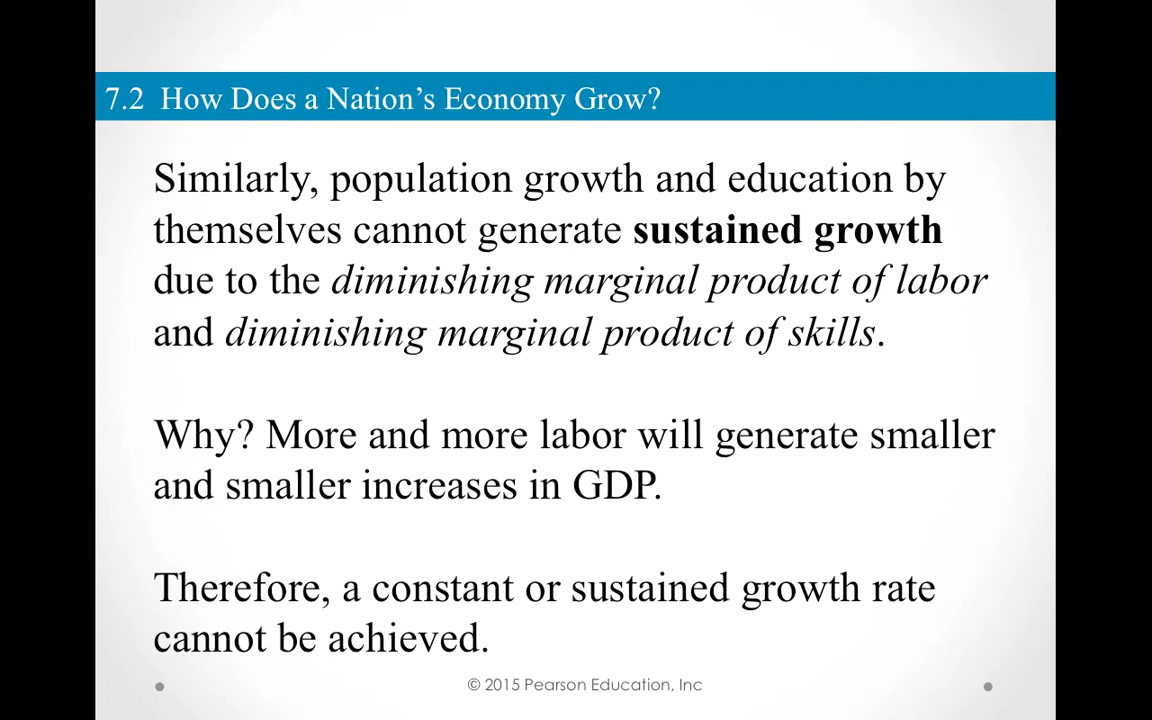 7.2 How Does a Nation’s Economy Grow?
Similarly, population growth and education by
themselves cannot generate sustained growth
due to the diminishing marginal product of labor
and diminishing marginal product of skills.
Why? More and more labor will generate smaller
and smaller increases in GDP.
Therefore, a constant or sustained growth rate
cannot be achieved.
© 2015 Pearson Education, Inc